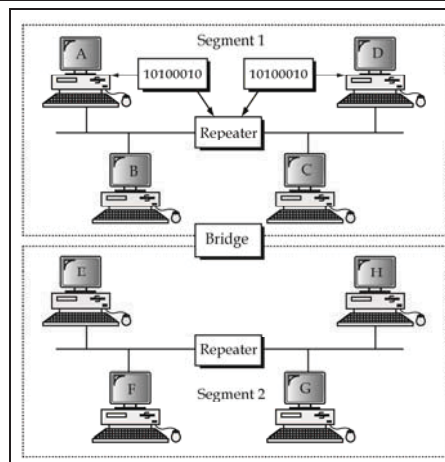 Segment 1
A
D
10100010
10100010
Repeater
B
C
Bridge
E
H
Repeater
F
Segment 2
G